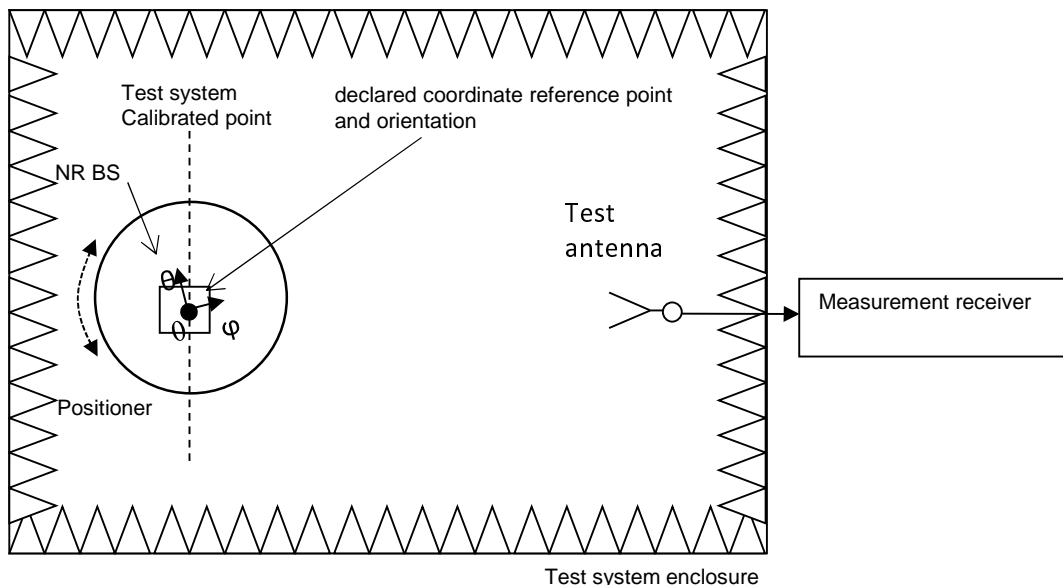 Test system
Calibrated point
declared coordinate reference point
and orientation
NR BS
Test
antenna
θ
θ
φ
Measurement receiver
Positioner
Test system enclosure